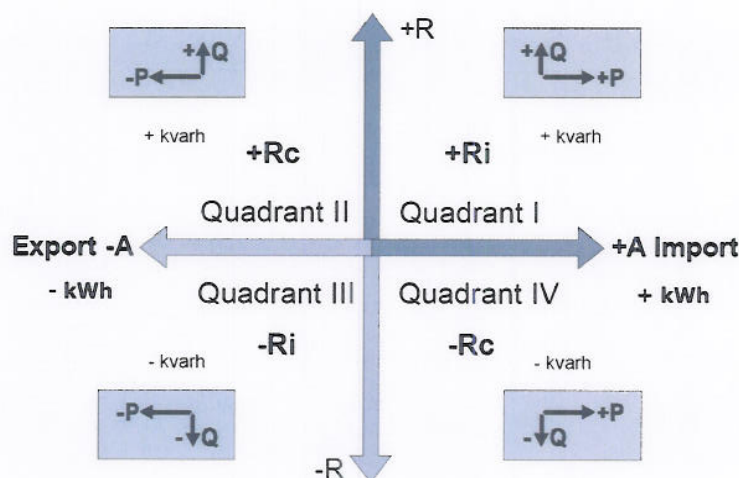 +R
+Q
-P
+Q
+P
+ kvarh
+ kvarh
+Rc
+Ri
Quadrant II
Quadrant I
Export -A
+A Import
- kWh
+ kWh
Quadrant III
Quadrant IV
-Ri
-Rc
- kvarh
- kvarh
-P
-Q
+P
-Q
-R